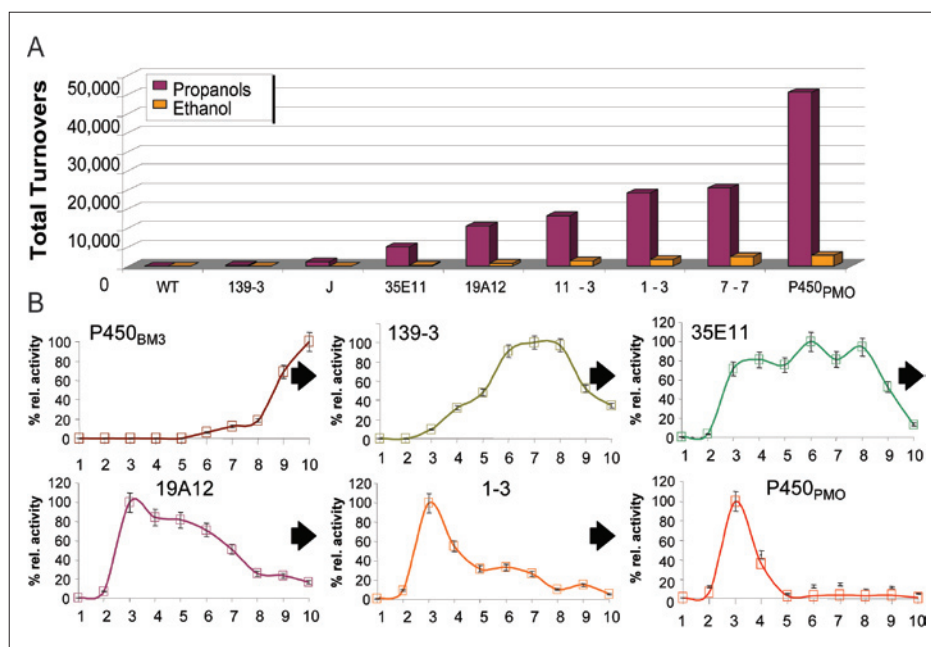 A
Total Turnovers
50,000
40,000
30,000
20,000
10,000
0
Propanols
Ethanol
WT 139-3 J 35E11 19A12 11 - 3 1 - 3 7 - 7 P450PMO
B
P450BM3
% rel. activity
100
80
60
40
20
0
1 2 3 4 5 6 7 8 9 10
139-3
% rel. activity
100
80
60
40
20
0
1 2 3 4 5 6 7 8 9 10
35E11
% rel. activity
120
100
80
60
40
20
0
1 2 3 4 5 6 7 8 9 10
19A12
% rel. activity
120
100
80
60
40
20
0
1 2 3 4 5 6 7 8 9 10
1-3
% rel. activity
120
100
80
60
40
20
0
1 2 3 4 5 6 7 8 9 10
P450PMO
% rel. activity
120
100
80
60
40
20
0
1 2 3 4 5 6 7 8 9 10